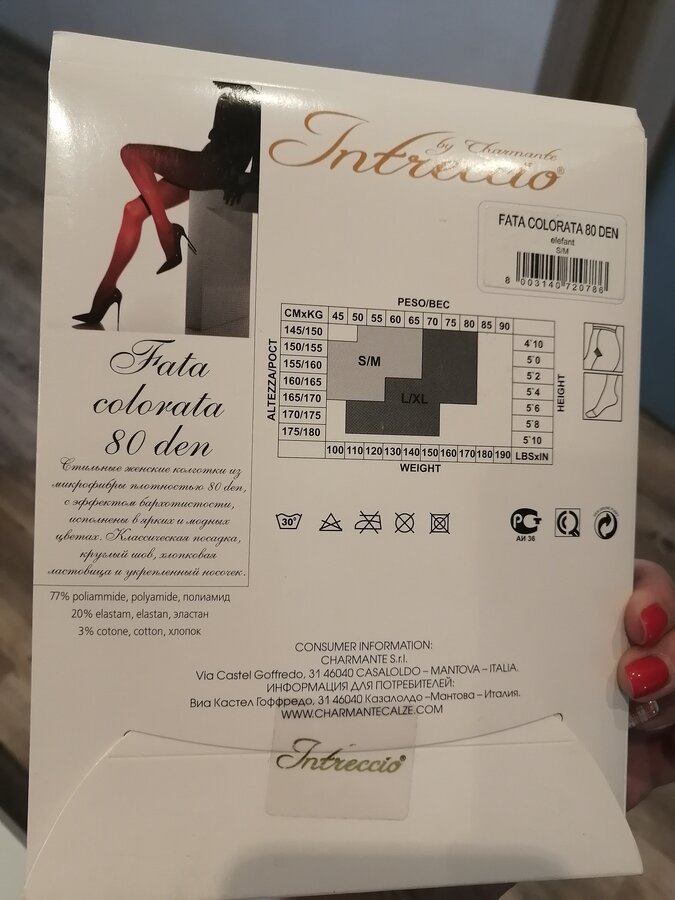 Intreccio®
by Charmante
FATA COLORATA 80 DEN
elefant
S/M
8 003140 720786
PESO/ВЕС
CMxKG 45 50 55 60 65 70 75 80 85 90
ALTEZZA/РОСТ
145/150 4`10
150/155 5`0
155/160 5`2
160/165 5`4
165/170 5`6
170/175 5`8
175/180 5`10
S/M
L/XL
HEIGHT
100 110 120 130 140 150 160 170 180 190 LBSxIN
WEIGHT
Fata
colorata
80 den
Стильные женские колготки из
микрофибры плотностью 80 den,
с эффектом бархотистости,
исполнены в ярких и модных
цветах. Классическая посадка,
круглый шов, хлопковая
ластовица и укрепленный носочек.
30°
РСТ
АИ 36
77% poliammide, polyamide, полиамид
20% elastam, elastan, эластан
3% cotone, cotton, хлопок
CONSUMER INFORMATION:
CHARMANTE S.r.l.
Via Castel Goffredo, 31 46040 CASALOLDO – MANTOVA – ITALIA.
ИНФОРМАЦИЯ ДЛЯ ПОТРЕБИТЕЛЕЙ:
Виа Кастел Гоффредо, 31 46040 Казалолдо –Мантова – Италия.
WWW.CHARMANTECALZE.COM
Intreccio®